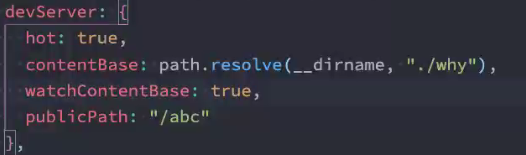 devServer: {
hot: true,
contentBase: path.resolve(__dirname, "./why"),
watchContentBase: true,
publicPath: "/abc"
},